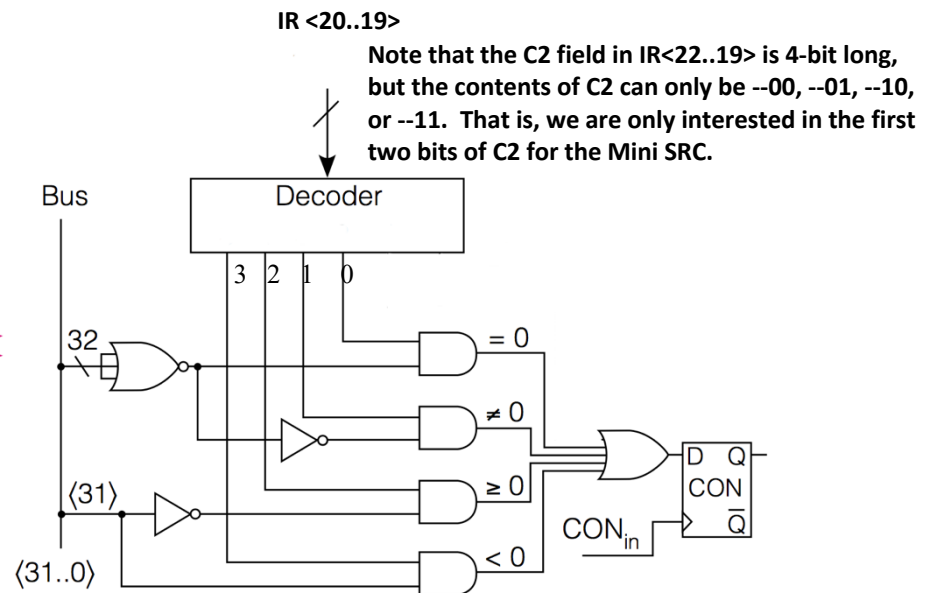 IR <20..19>
Note that the C2 field in IR<22..19> is 4-bit long,
but the contents of C2 can only be --00, --01, --10,
or --11. That is, we are only interested in the first
two bits of C2 for the Mini SRC.
Bus
Decoder
3 2 1 0
32
= 0
≠ 0
D Q
⟨31⟩
≥ 0
CON
CONin
Q̅
< 0
⟨31..0⟩